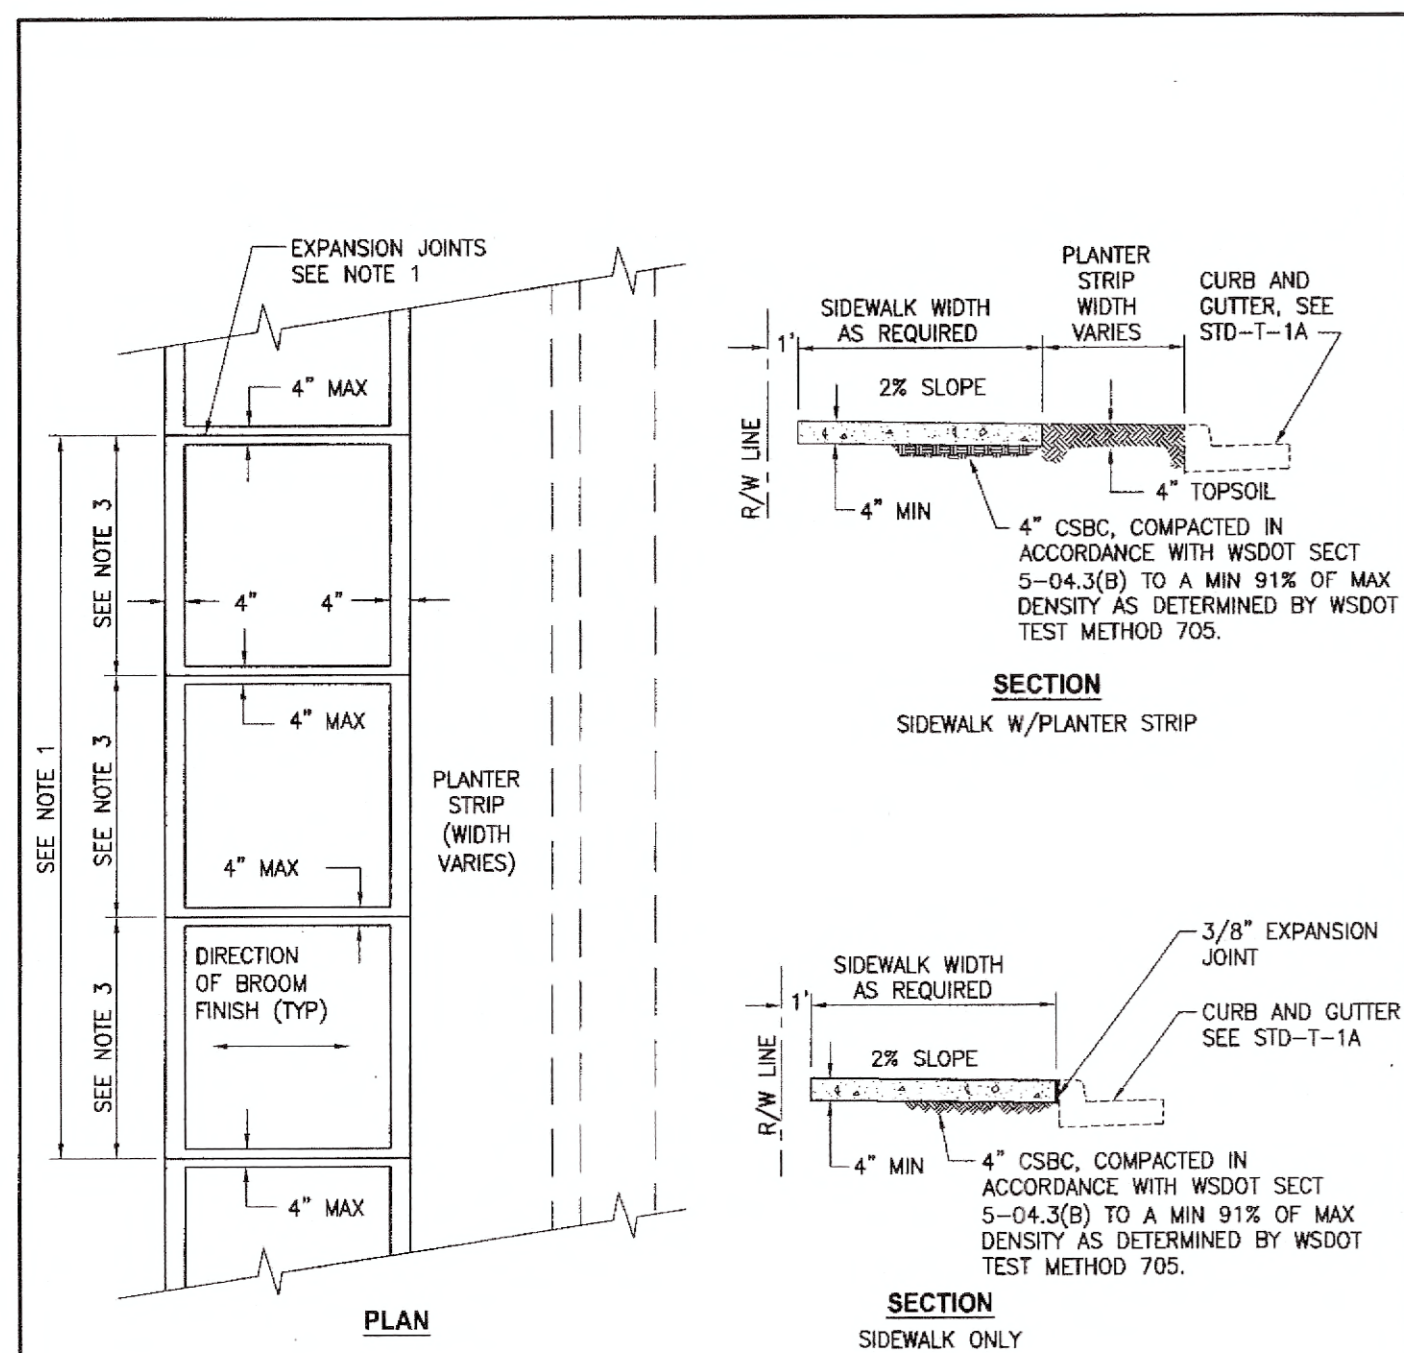 EXPANSION JOINTS
SEE NOTE 1
4" MAX
SEE NOTE 3
4"
4"
4" MAX
SEE NOTE 1
SEE NOTE 3
PLANTER
STRIP
(WIDTH
VARIES)
4" MAX
DIRECTION
OF BROOM
FINISH (TYP)
SEE NOTE 3
4" MAX
PLAN
PLANTER
STRIP
WIDTH
VARIES
CURB AND
GUTTER, SEE
STD-T-1A
SIDEWALK WIDTH
AS REQUIRED
1'
2% SLOPE
R/W LINE
4" MIN
4" TOPSOIL
4" CSBC, COMPACTED IN
ACCORDANCE WITH WSDOT SECT
5-04.3(B) TO A MIN 91% OF MAX
DENSITY AS DETERMINED BY WSDOT
TEST METHOD 705.
SECTION
SIDEWALK W/PLANTER STRIP
3/8" EXPANSION
JOINT
SIDEWALK WIDTH
AS REQUIRED
1'
CURB AND GUTTER
SEE STD-T-1A
2% SLOPE
R/W LINE
4" MIN
4" CSBC, COMPACTED IN
ACCORDANCE WITH WSDOT SECT
5-04.3(B) TO A MIN 91% OF MAX
DENSITY AS DETERMINED BY WSDOT
TEST METHOD 705.
SECTION
SIDEWALK ONLY